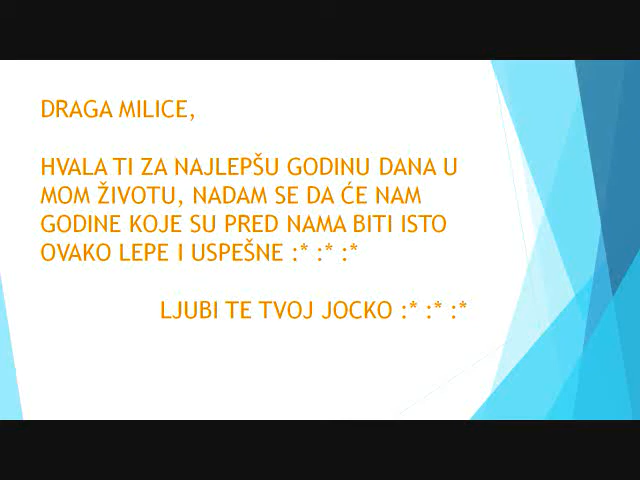 DRAGA MILICE,
HVALA TI ZA NAJLEPŠU GODINU DANA U
MOM ŽIVOTU, NADAM SE DA ĆE NAM
GODINE KOJE SU PRED NAMA BITI ISTO
OVAKO LEPE I USPEŠNE :* :* :*
LJUBI TE TVOJ JOCKO :* :* :*